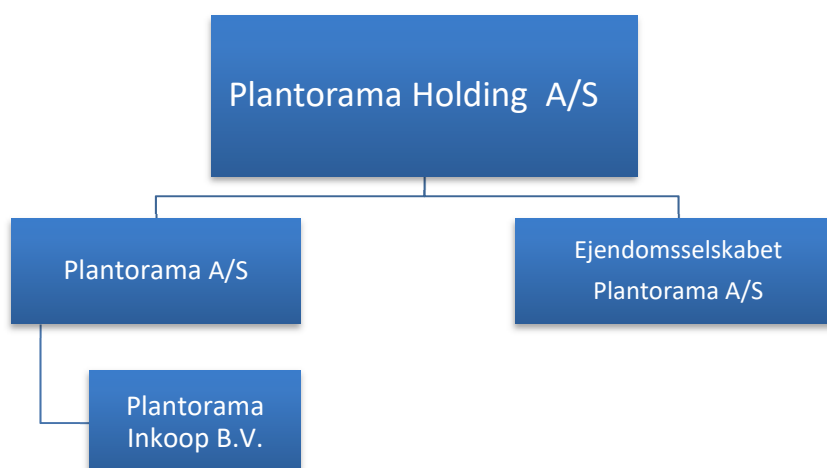 Plantorama Holding A/S
Plantorama A/S
Ejendomsselskabet
Plantorama A/S
Plantorama
Inkoop B.V.